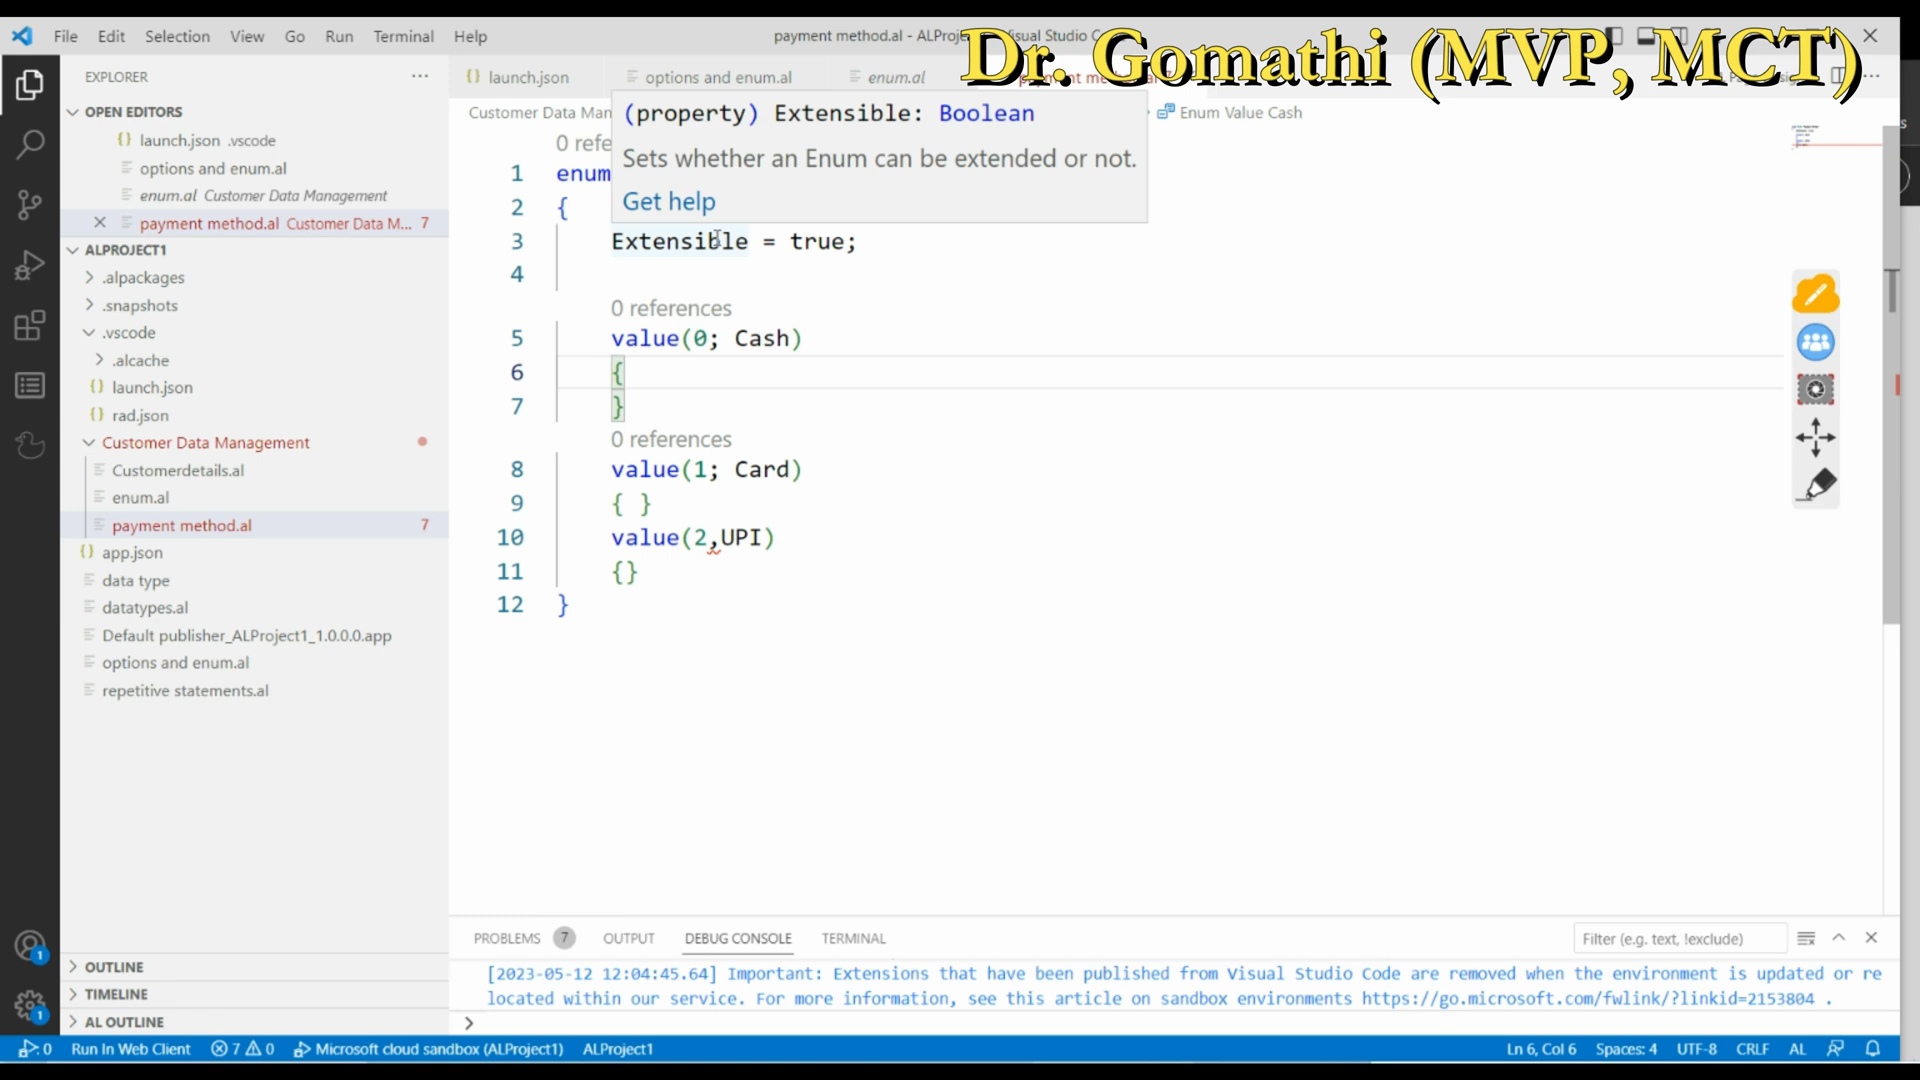 File Edit Selection View Go Run Terminal Help
payment method.al - ALProje
Visual Studio C
Dr. Gomathi (MVP, MCT)
EXPLORER
OPEN EDITORS
launch.json .vscode
options and enum.al
enum.al Customer Data Management
payment method.al Customer Data M... 7
ALPROJECT1
.alpackages
.snapshots
.vscode
.alcache
launch.json
rad.json
Customer Data Management
Customerdetails.al
enum.al
payment method.al 7
app.json
data type
datatypes.al
Default publisher_ALProject1_1.0.0.0.app
options and enum.al
repetitive statements.al
OUTLINE
TIMELINE
AL OUTLINE
launch.json options and enum.al enum.al
Customer Data Man
Enum Value Cash
(property) Extensible: Boolean
Sets whether an Enum can be extended or not.
Get help
0 refe
1 enum
2 {
3 Extensible = true;
4
0 references
5 value(0; Cash)
6 {
7 }
0 references
8 value(1; Card)
9 { }
10 value(2,UPI)
11 {}
12 }
PROBLEMS 7 OUTPUT DEBUG CONSOLE TERMINAL
Filter (e.g. text, !exclude)
[2023-05-12 12:04:45.64] Important: Extensions that have been published from Visual Studio Code are removed when the environment is updated or re
located within our service. For more information, see this article on sandbox environments https://go.microsoft.com/fwlink/?linkid=2153804 .
>
1
1
0 Run In Web Client 7 0 Microsoft cloud sandbox (ALProject1) ALProject1
Ln 6, Col 6 Spaces: 4 UTF-8 CRLF AL